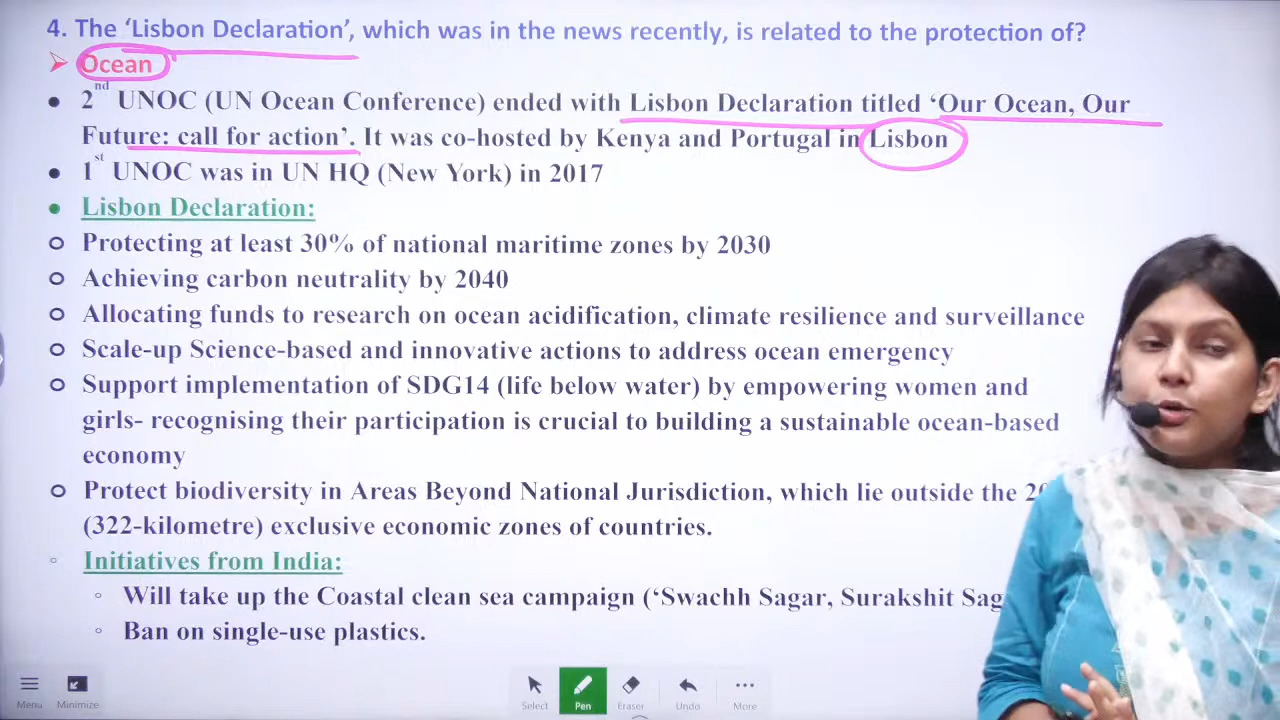 4. The ‘Lisbon Declaration’, which was in the news recently, is related to the protection of?
➢ Ocean
• 2nd UNOC (UN Ocean Conference) ended with Lisbon Declaration titled ‘Our Ocean, Our
Future: call for action’. It was co-hosted by Kenya and Portugal in Lisbon
• 1st UNOC was in UN HQ (New York) in 2017
• Lisbon Declaration:
o Protecting at least 30% of national maritime zones by 2030
o Achieving carbon neutrality by 2040
o Allocating funds to research on ocean acidification, climate resilience and surveillance
o Scale-up Science-based and innovative actions to address ocean emergency
o Support implementation of SDG14 (life below water) by empowering women and
girls- recognising their participation is crucial to building a sustainable ocean-based
economy
o Protect biodiversity in Areas Beyond National Jurisdiction, which lie outside the
(322-kilometre) exclusive economic zones of countries.
◦ Initiatives from India:
◦ Will take up the Coastal clean sea campaign (‘Swachh Sagar, Surakshit
◦ Ban on single-use plastics.
Menu Minimize Select Pen Eraser Undo More